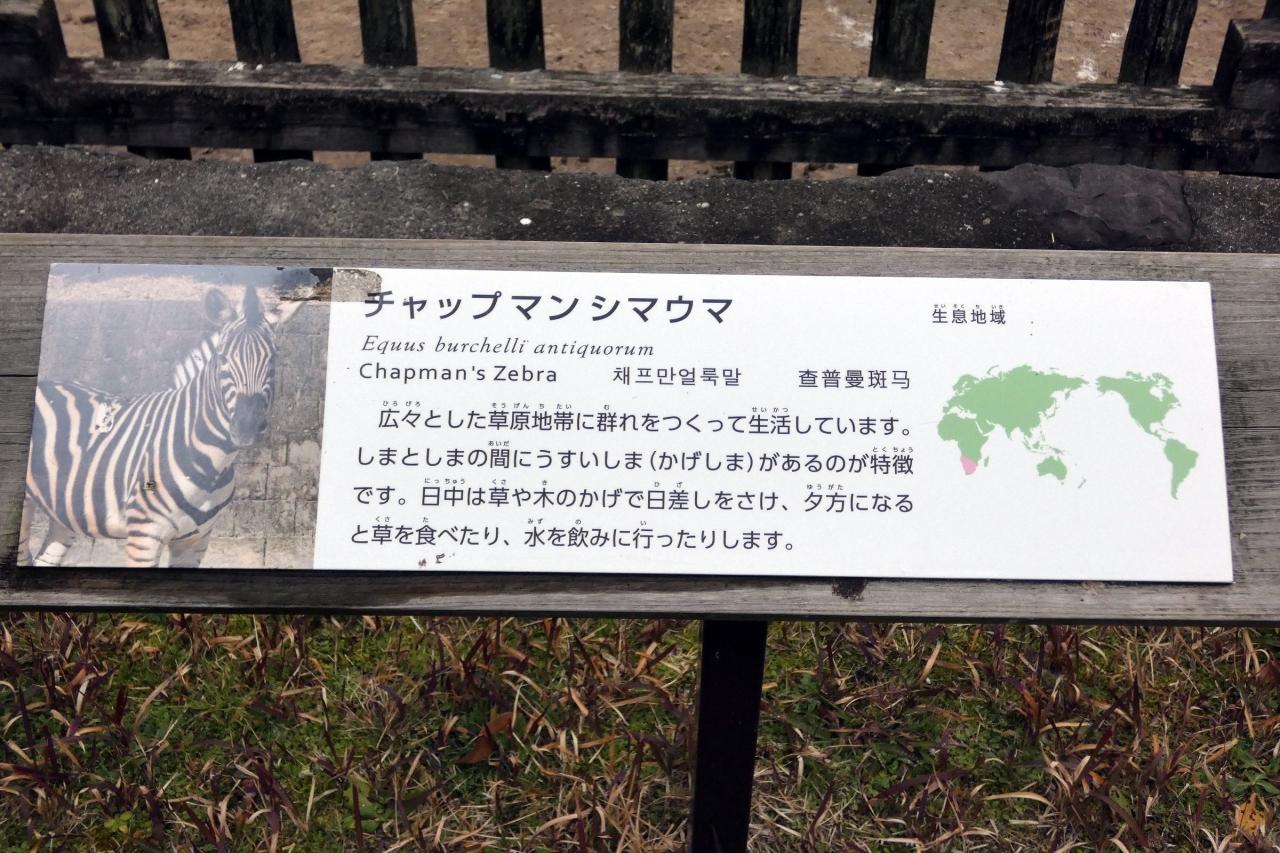 チャップマンシマウマ
Equus burchelli antiquorum
Chapman's Zebra 채프만얼룩말 查普曼斑马
広々とした草原地帯に群れをつくって生活しています。
しまとしまの間にうすいしま(かげしま)があるのが特徴
です。日中は草や木のかげで日差しをさけ、夕方になる
と草を食べたり、水を飲みに行ったりします。
生息地域